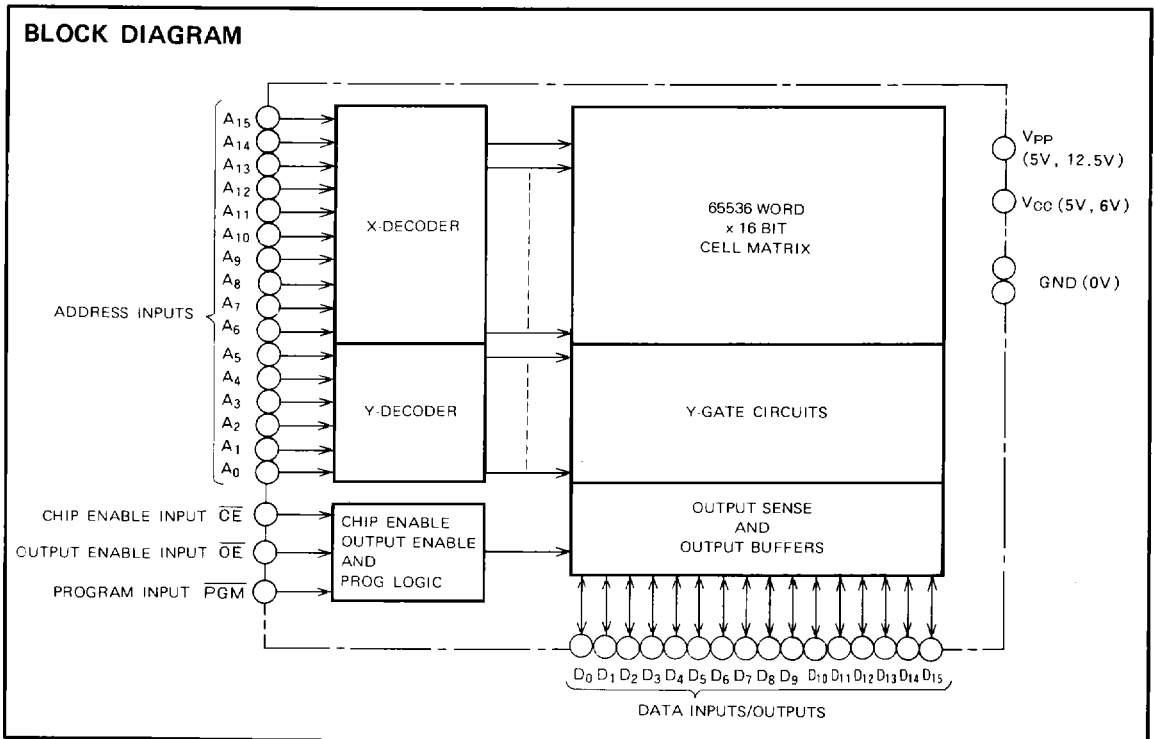 BLOCK DIAGRAM
A15
A14
A13
A12
A11
A10
A9
A8
A7
A6
A5
A4
A3
A2
A1
A0
ADDRESS INPUTS
CHIP ENABLE INPUT C̅E̅
OUTPUT ENABLE INPUT O̅E̅
PROGRAM INPUT P̅G̅M̅
X-DECODER
Y-DECODER
CHIP ENABLE
OUTPUT ENABLE
AND
PROG LOGIC
65536 WORD
x 16 BIT
CELL MATRIX
Y-GATE CIRCUITS
OUTPUT SENSE
AND
OUTPUT BUFFERS
VPP
(5V, 12.5V)
VCC (5V, 6V)
GND (0V)
D0 D1 D2 D3 D4 D5 D6 D7 D8 D9 D10 D11 D12 D13 D14 D15
DATA INPUTS/OUTPUTS